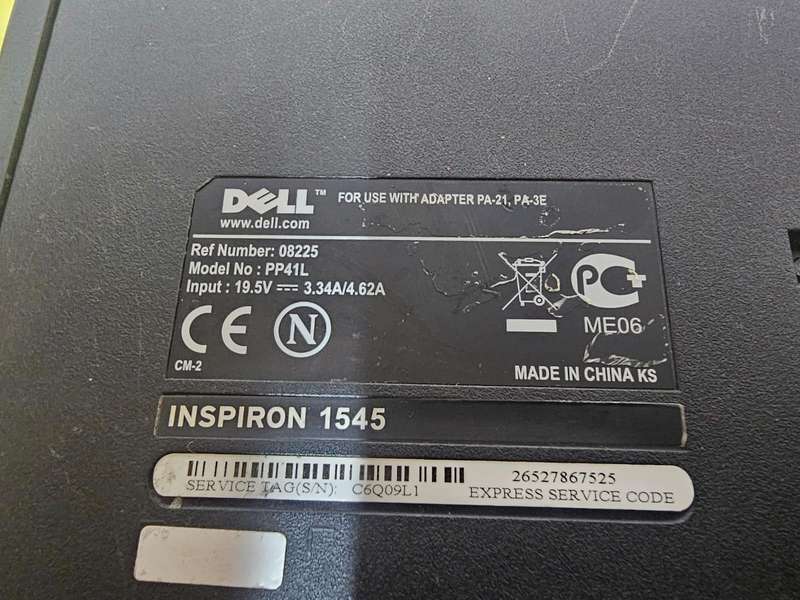 DELL™ FOR USE WITH ADAPTER PA-21, PA-3E
www.dell.com
Ref Number: 08225
Model No : PP41L
Input : 19.5V 3.34A/4.62A
CE N PG ME06
CM-2
MADE IN CHINA KS
INSPIRON 1545
SERVICE TAG(S/N): C6Q09L1
26527867525
EXPRESS SERVICE CODE